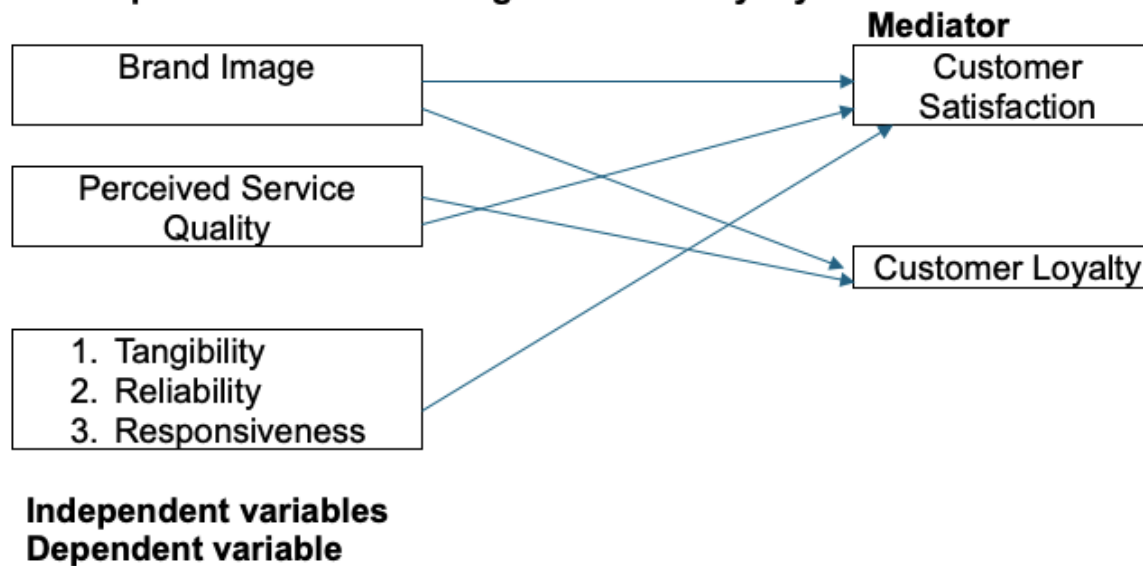 Mediator
Brand Image
Customer
Satisfaction
Perceived Service
Quality
Customer Loyalty
1. Tangibility
2. Reliability
3. Responsiveness
Independent variables
Dependent variable